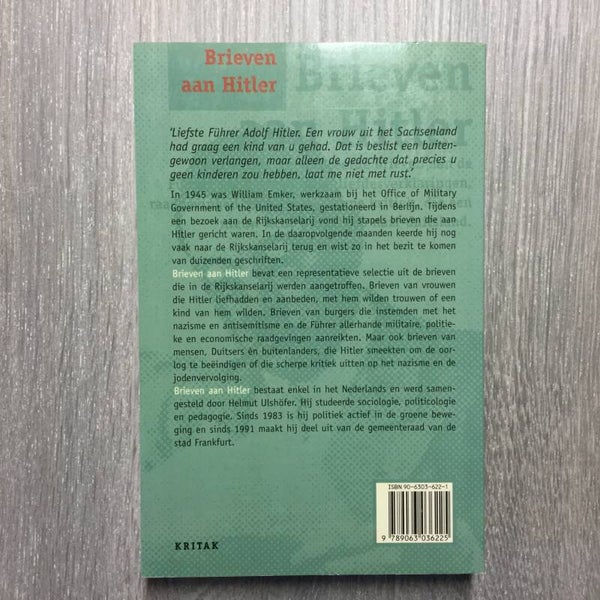 Brieven
aan Hitler
Brieven
aan Hitler
'Liefste Führer Adolf Hitler. Een vrouw uit het Sachsenland
had graag een kind van u gehad. Dat is beslist een buiten-
gewoon verlangen, maar alleen de gedachte dat precies u
geen kinderen zou hebben, laat me niet met rust.'
In 1945 was William Emker, werkzaam bij het Office of Military
Government of the United States, gestationeerd in Berlijn. Tijdens
een bezoek aan de Rijkskanselarij vond hij stapels brieven die aan
Hitler gericht waren. In de daaropvolgende maanden keerde hij nog
vaak naar de Rijkskanselarij terug en wist zo in het bezit te komen
van duizenden geschriften.
Brieven aan Hitler bevat een representatieve selectie uit de brieven
die in de Rijkskanselarij werden aangetroffen. Brieven van vrouwen
die Hitler liefhadden en aanbeden, met hem wilden trouwen of een
kind van hem wilden. Brieven van burgers die instemden met het
nazisme en antisemitisme en de Führer allerhande militaire, politie-
ke en economische raadgevingen aanreikten. Maar ook brieven van
mensen, Duitsers én buitenlanders, die Hitler smeekten om de oor-
log te beëindigen of die scherpe kritiek uitten op het nazisme en de
jodenvervolging.
Brieven aan Hitler bestaat enkel in het Nederlands en werd samen-
gesteld door Helmut Ulshöfer. Hij studeerde sociologie, politicologie
en pedagogie. Sinds 1983 is hij politiek actief in de groene bewe-
ging en sinds 1991 maakt hij deel uit van de gemeenteraad van de
stad Frankfurt.
ISBN 90-6303-622-1
9 789063 036225
KRITAK